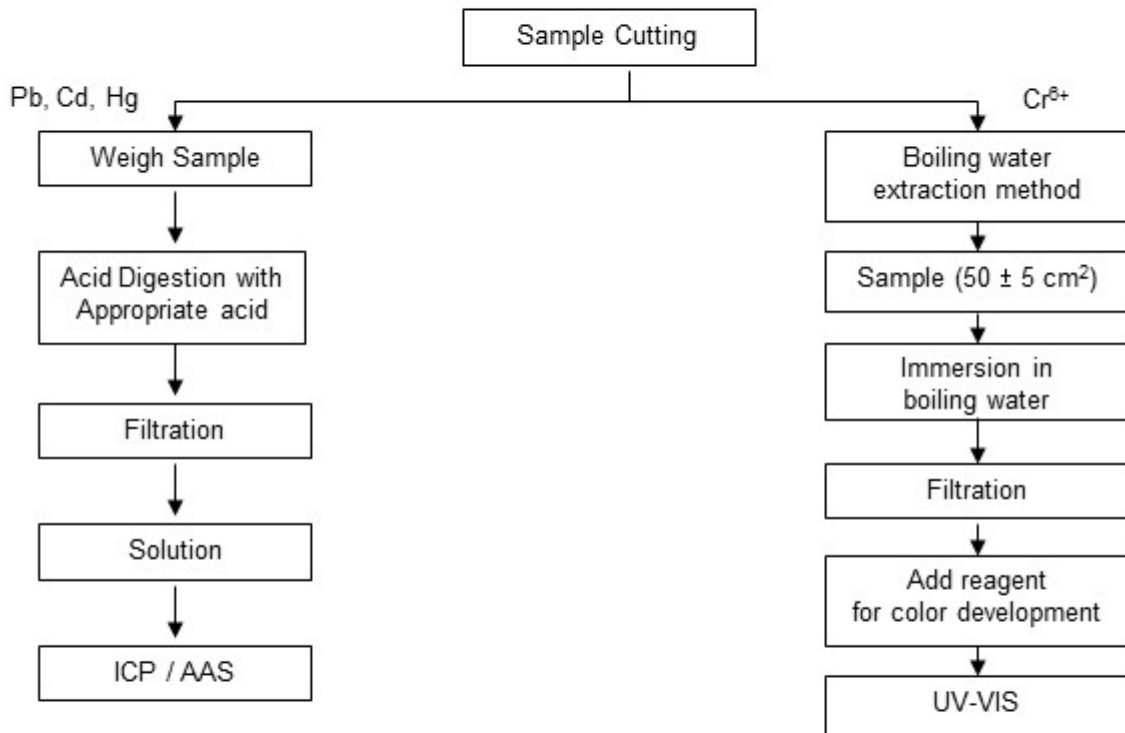 Sample Cutting
Pb, Cd, Hg
Cr⁶⁺
Weigh Sample
Acid Digestion with
Appropriate acid
Filtration
Solution
ICP / AAS
Boiling water
extraction method
Sample (50 ± 5 cm²)
Immersion in
boiling water
Filtration
Add reagent
for color development
UV-VIS